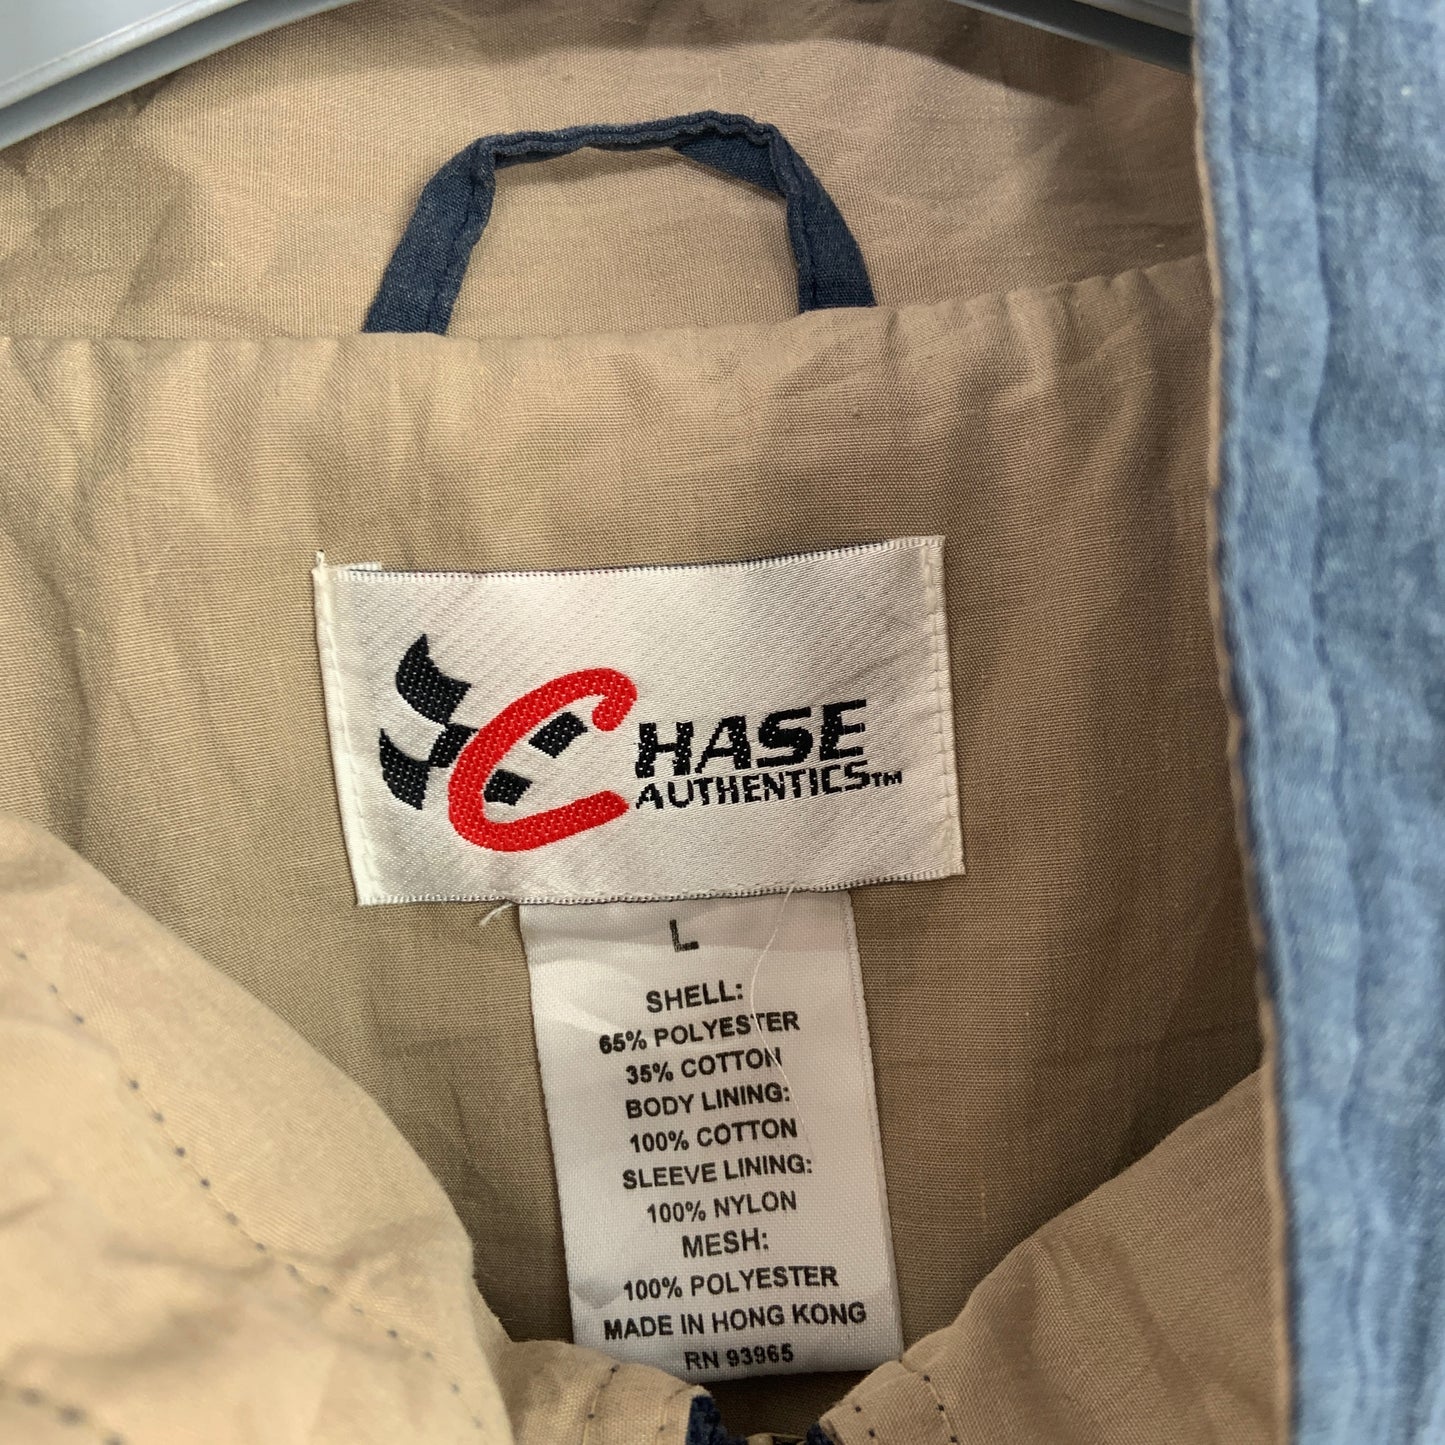 CHASE
AUTHENTICS™
L
SHELL:
65% POLYESTER
35% COTTON
BODY LINING:
100% COTTON
SLEEVE LINING:
100% NYLON
MESH:
100% POLYESTER
MADE IN HONG KONG
RN 93965